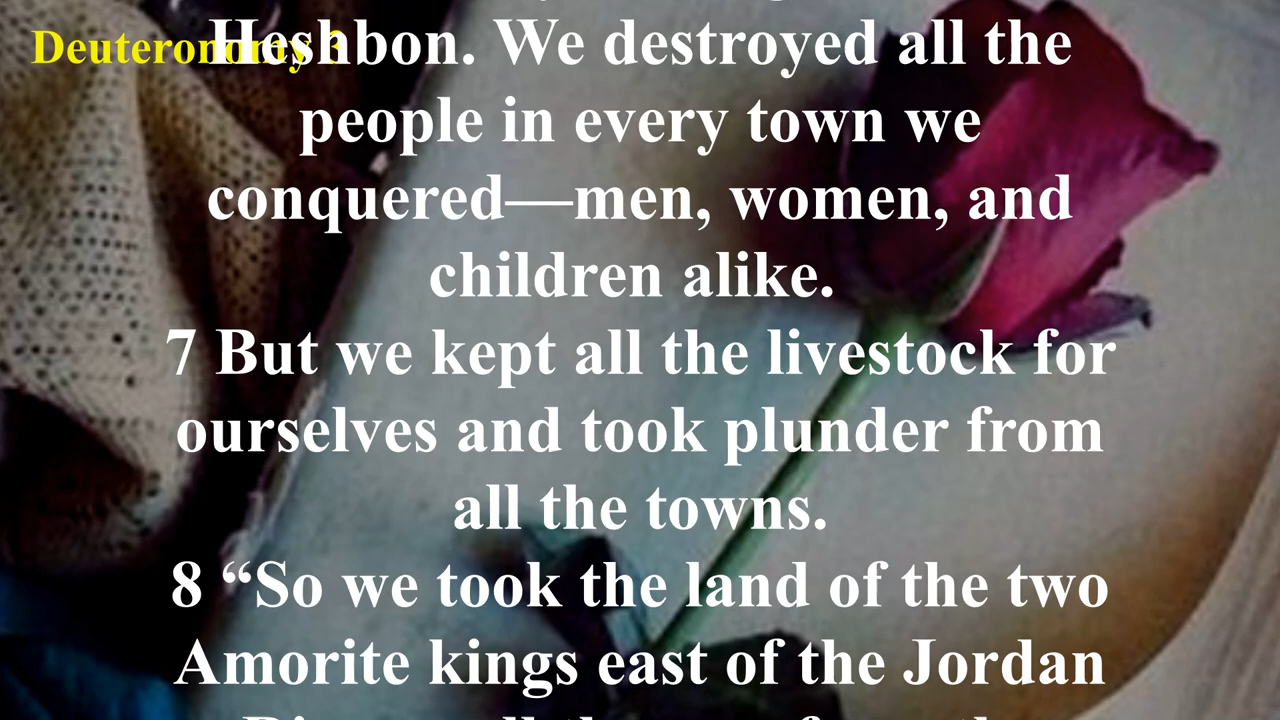 Deuteronomy 3
Heshbon. We destroyed all the
people in every town we
conquered—men, women, and
children alike.
7 But we kept all the livestock for
ourselves and took plunder from
all the towns.
8 “So we took the land of the two
Amorite kings east of the Jordan